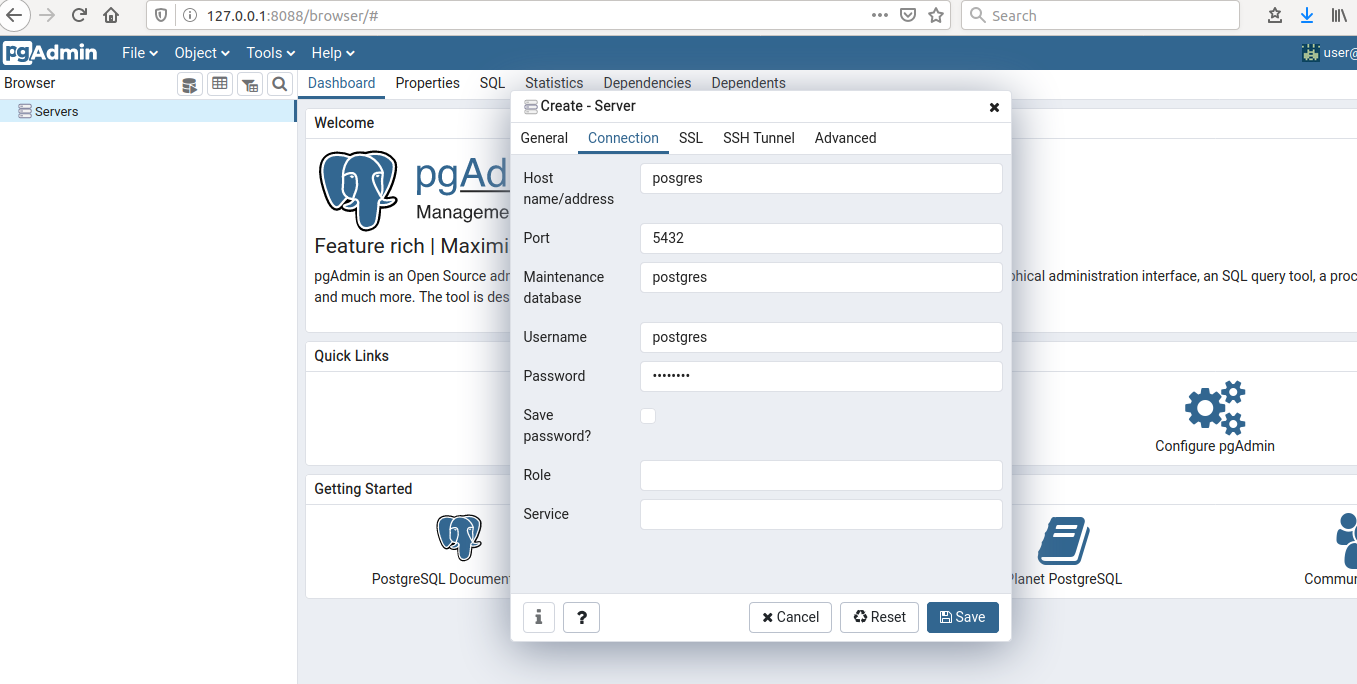 127.0.0.1:8088/browser/#
Search
pgAdmin File Object Tools Help user@
Browser
Dashboard Properties SQL Statistics Dependencies Dependents
Servers
Welcome
pgAd
Manageme
Feature rich | Maximi
pgAdmin is an Open Source adm
phical administration interface, an SQL query tool, a proc
and much more. The tool is des
Quick Links
Configure pgAdmin
Getting Started
PostgreSQL Document
Planet PostgreSQL
Commun
Create - Server
General Connection SSL SSH Tunnel Advanced
Host
name/address
posgres
Port
5432
Maintenance
database
postgres
Username
postgres
Password
••••••••
Save
password?
Role
Service
i
?
Cancel
Reset
Save